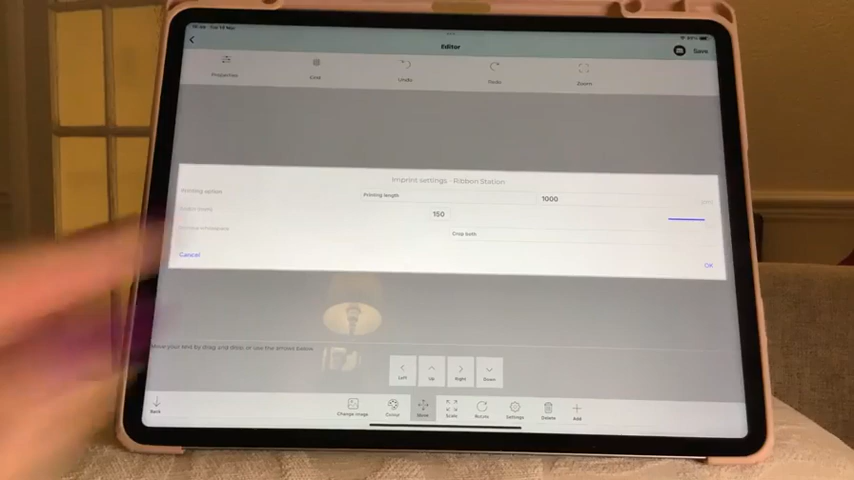 Editor
Save
Properties
Undo
Zoom
Imprint settings - Ribbon Station
Printing option
Printing length
1000
150
Crop both
Cancel
OK
Move your text by drag and drop or use the arrows below
Left
Up
Right
Down
Back
Change image
Colour
Move
Scale
Rotate
Settings
Delete
Add